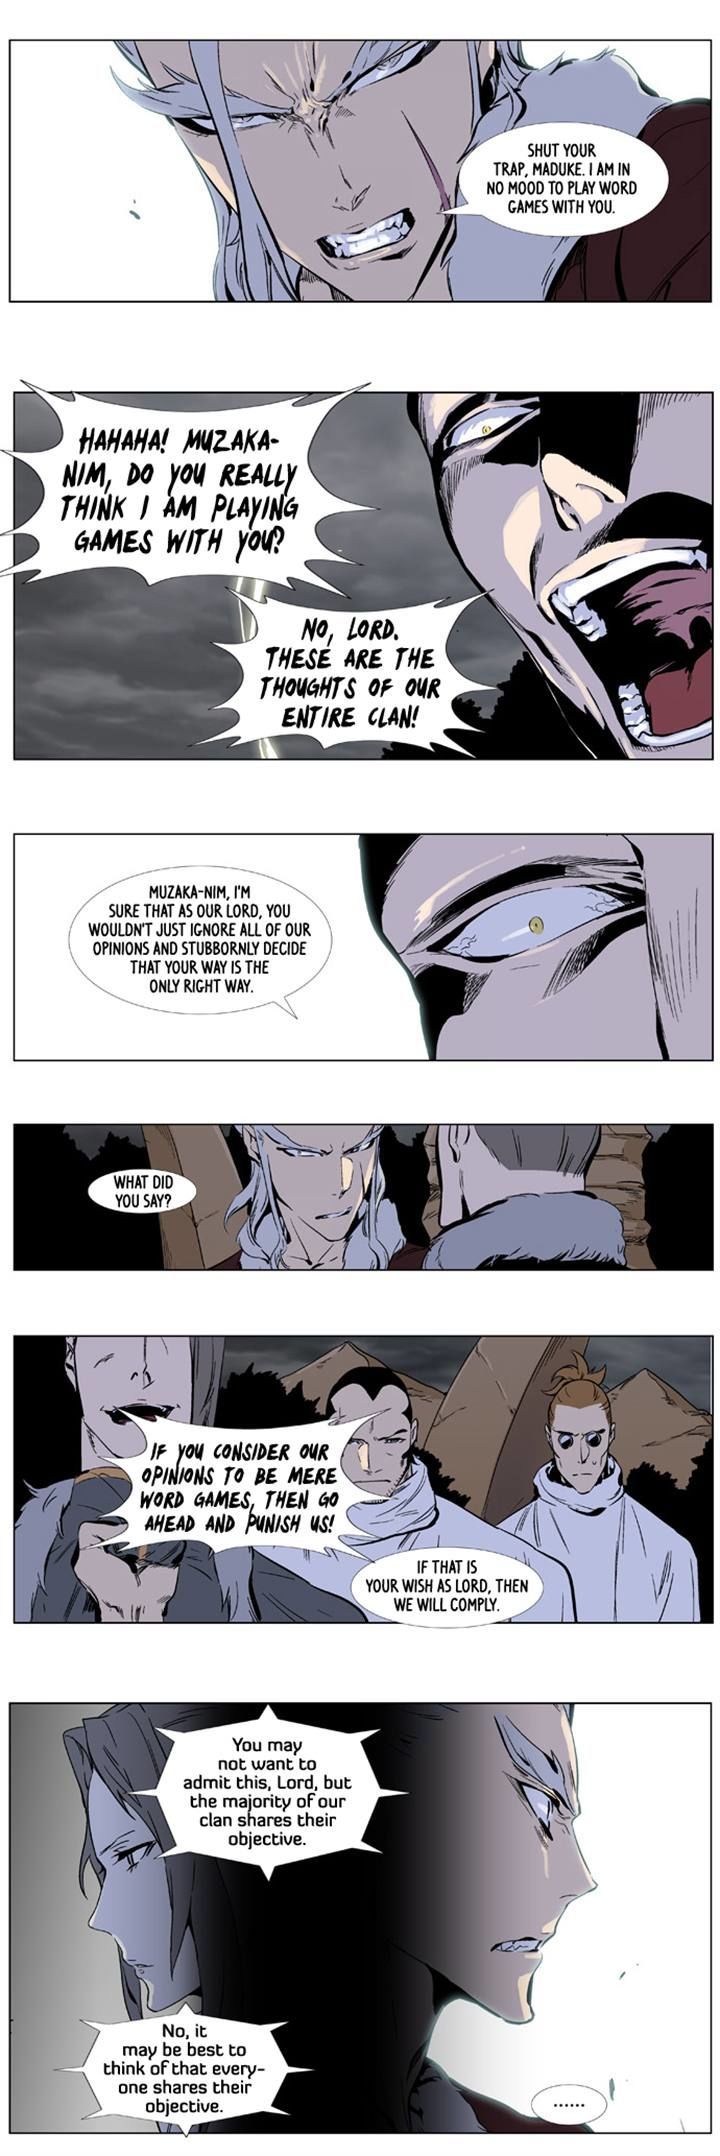 SHUT YOUR
TRAP, MADUKE. I AM IN
NO MOOD TO PLAY WORD
GAMES WITH YOU.
HAHAHA! MUZAKA-
NIM, DO YOU REALLY
THINK I AM PLAYING
GAMES WITH YOU?
NO, LORD.
THESE ARE THE
THOUGHTS OF OUR
ENTIRE CLAN!
MUZAKA-NIM, I'M
SURE THAT AS OUR LORD, YOU
WOULDN'T JUST IGNORE ALL OF OUR
OPINIONS AND STUBBORNLY DECIDE
THAT YOUR WAY IS THE
ONLY RIGHT WAY.
WHAT DID
YOU SAY?
IF YOU CONSIDER OUR
OPINIONS TO BE MERE
WORD GAMES, THEN GO
AHEAD AND PUNISH US!
IF THAT IS
YOUR WISH AS LORD, THEN
WE WILL COMPLY.
You may
not want to
admit this, Lord, but
the majority of our
clan shares their
objective.
No, it
may be best to
think of that every-
one shares their
objective.
......